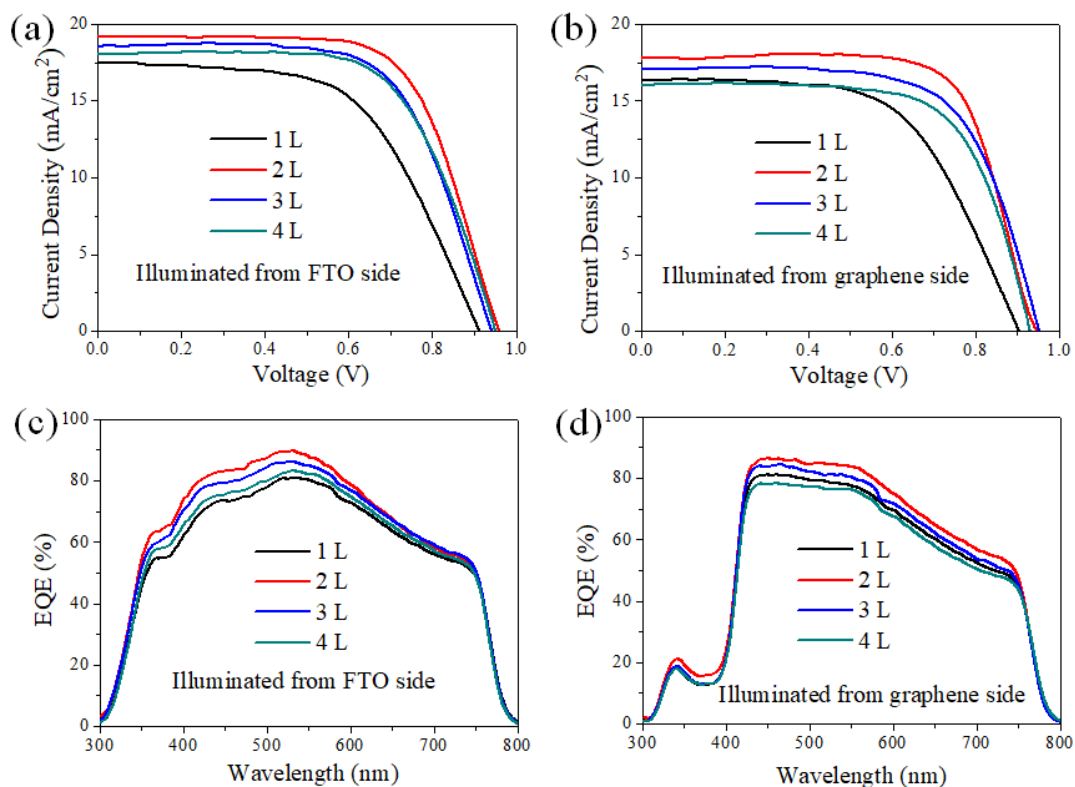 (a)
Current Density (mA/cm²)
20
15
10
5
0
1 L
2 L
3 L
4 L
Illuminated from FTO side
0.0 0.2 0.4 0.6 0.8 1.0
Voltage (V)
(b)
Current Density (mA/cm²)
20
15
10
5
0
1 L
2 L
3 L
4 L
Illuminated from graphene side
0.0 0.2 0.4 0.6 0.8 1.0
Voltage (V)
(c)
EQE (%)
100
80
60
40
20
0
1 L
2 L
3 L
4 L
Illuminated from FTO side
300 400 500 600 700 800
Wavelength (nm)
(d)
EQE (%)
100
80
60
40
20
0
1 L
2 L
3 L
4 L
Illuminated from graphene side
300 400 500 600 700 800
Wavelength (nm)